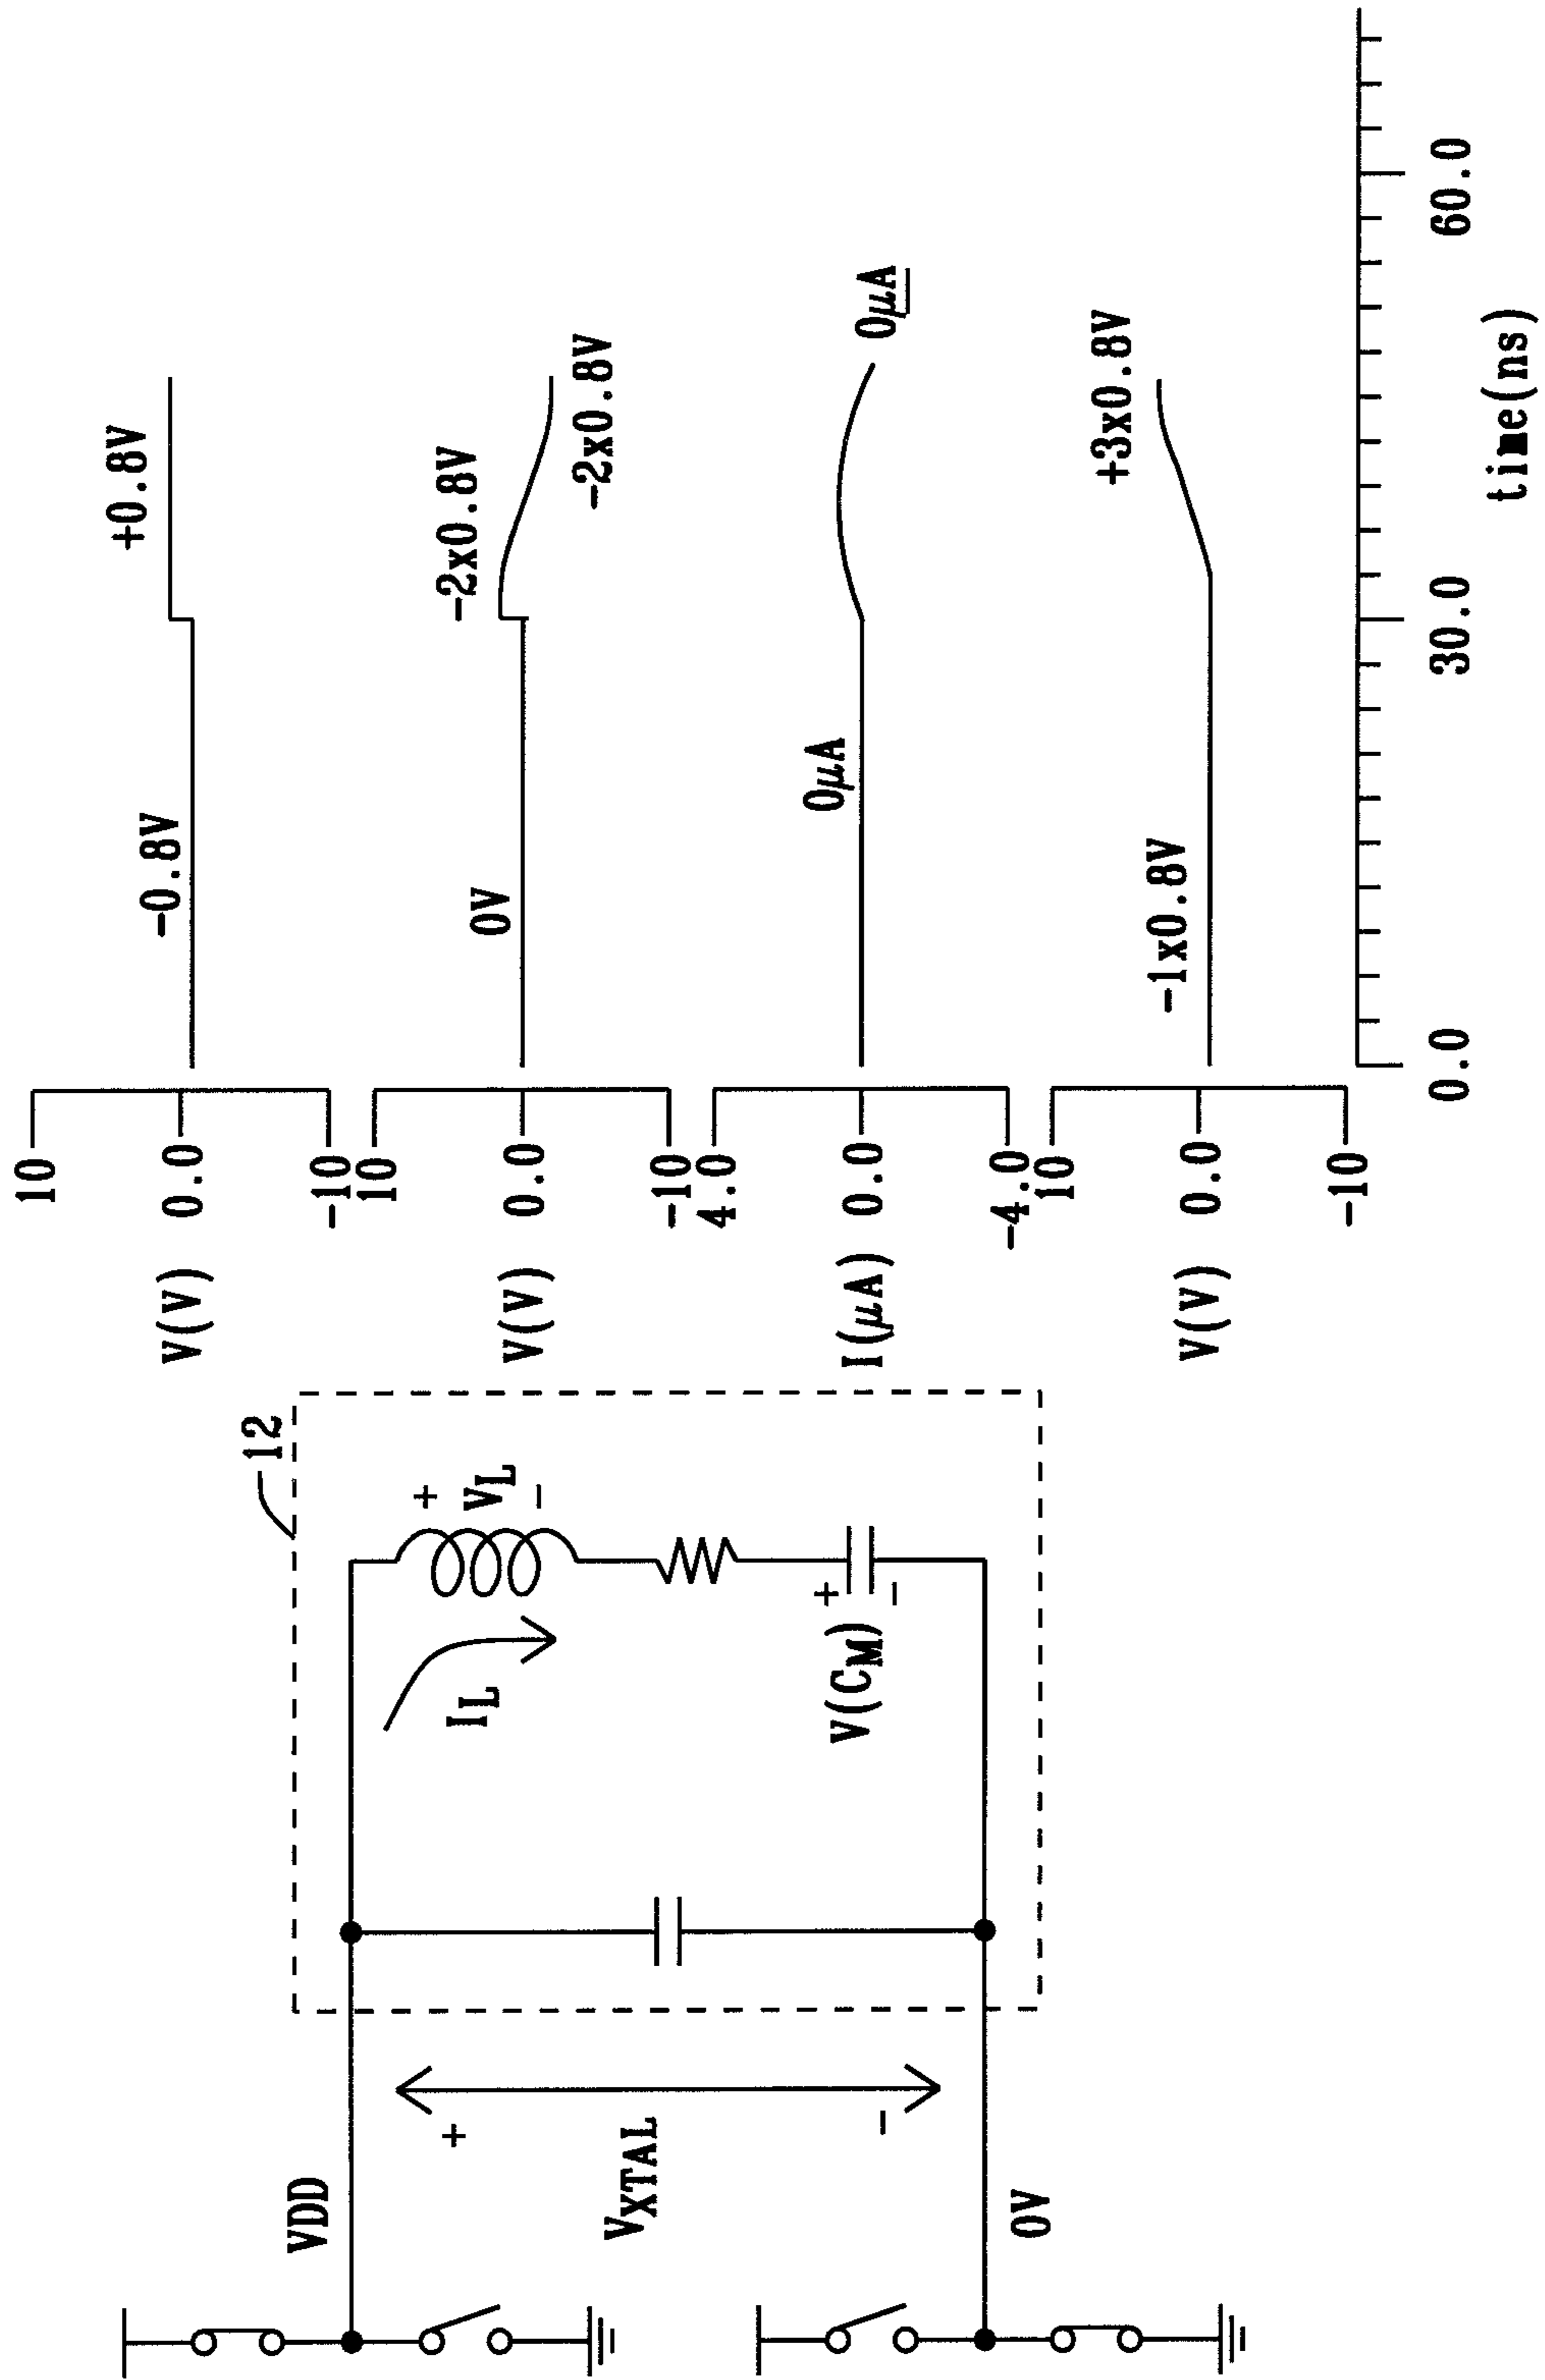 VDD
VXTAL
+
-
0V
12
IL
+
VL
-
V(CM)
+
-
10
V(V) 0.0
-10
-0.8V
+0.8V
10
V(V) 0.0
-10
0V
-2x0.8V
-2x0.8V
4.0
I(μA) 0.0
-4.0
0μA
0μA
10
V(V) 0.0
-10
-1x0.8V
+3x0.8V
0.0
30.0
60.0
time(ns)